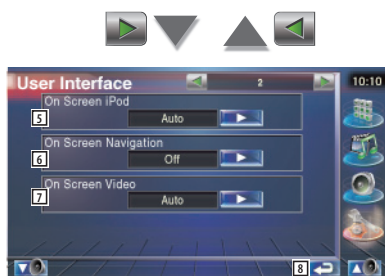 User Interface 2 10:10
On Screen iPod
5 Auto
On Screen Navigation
6 Off
On Screen Video
7 Auto
8